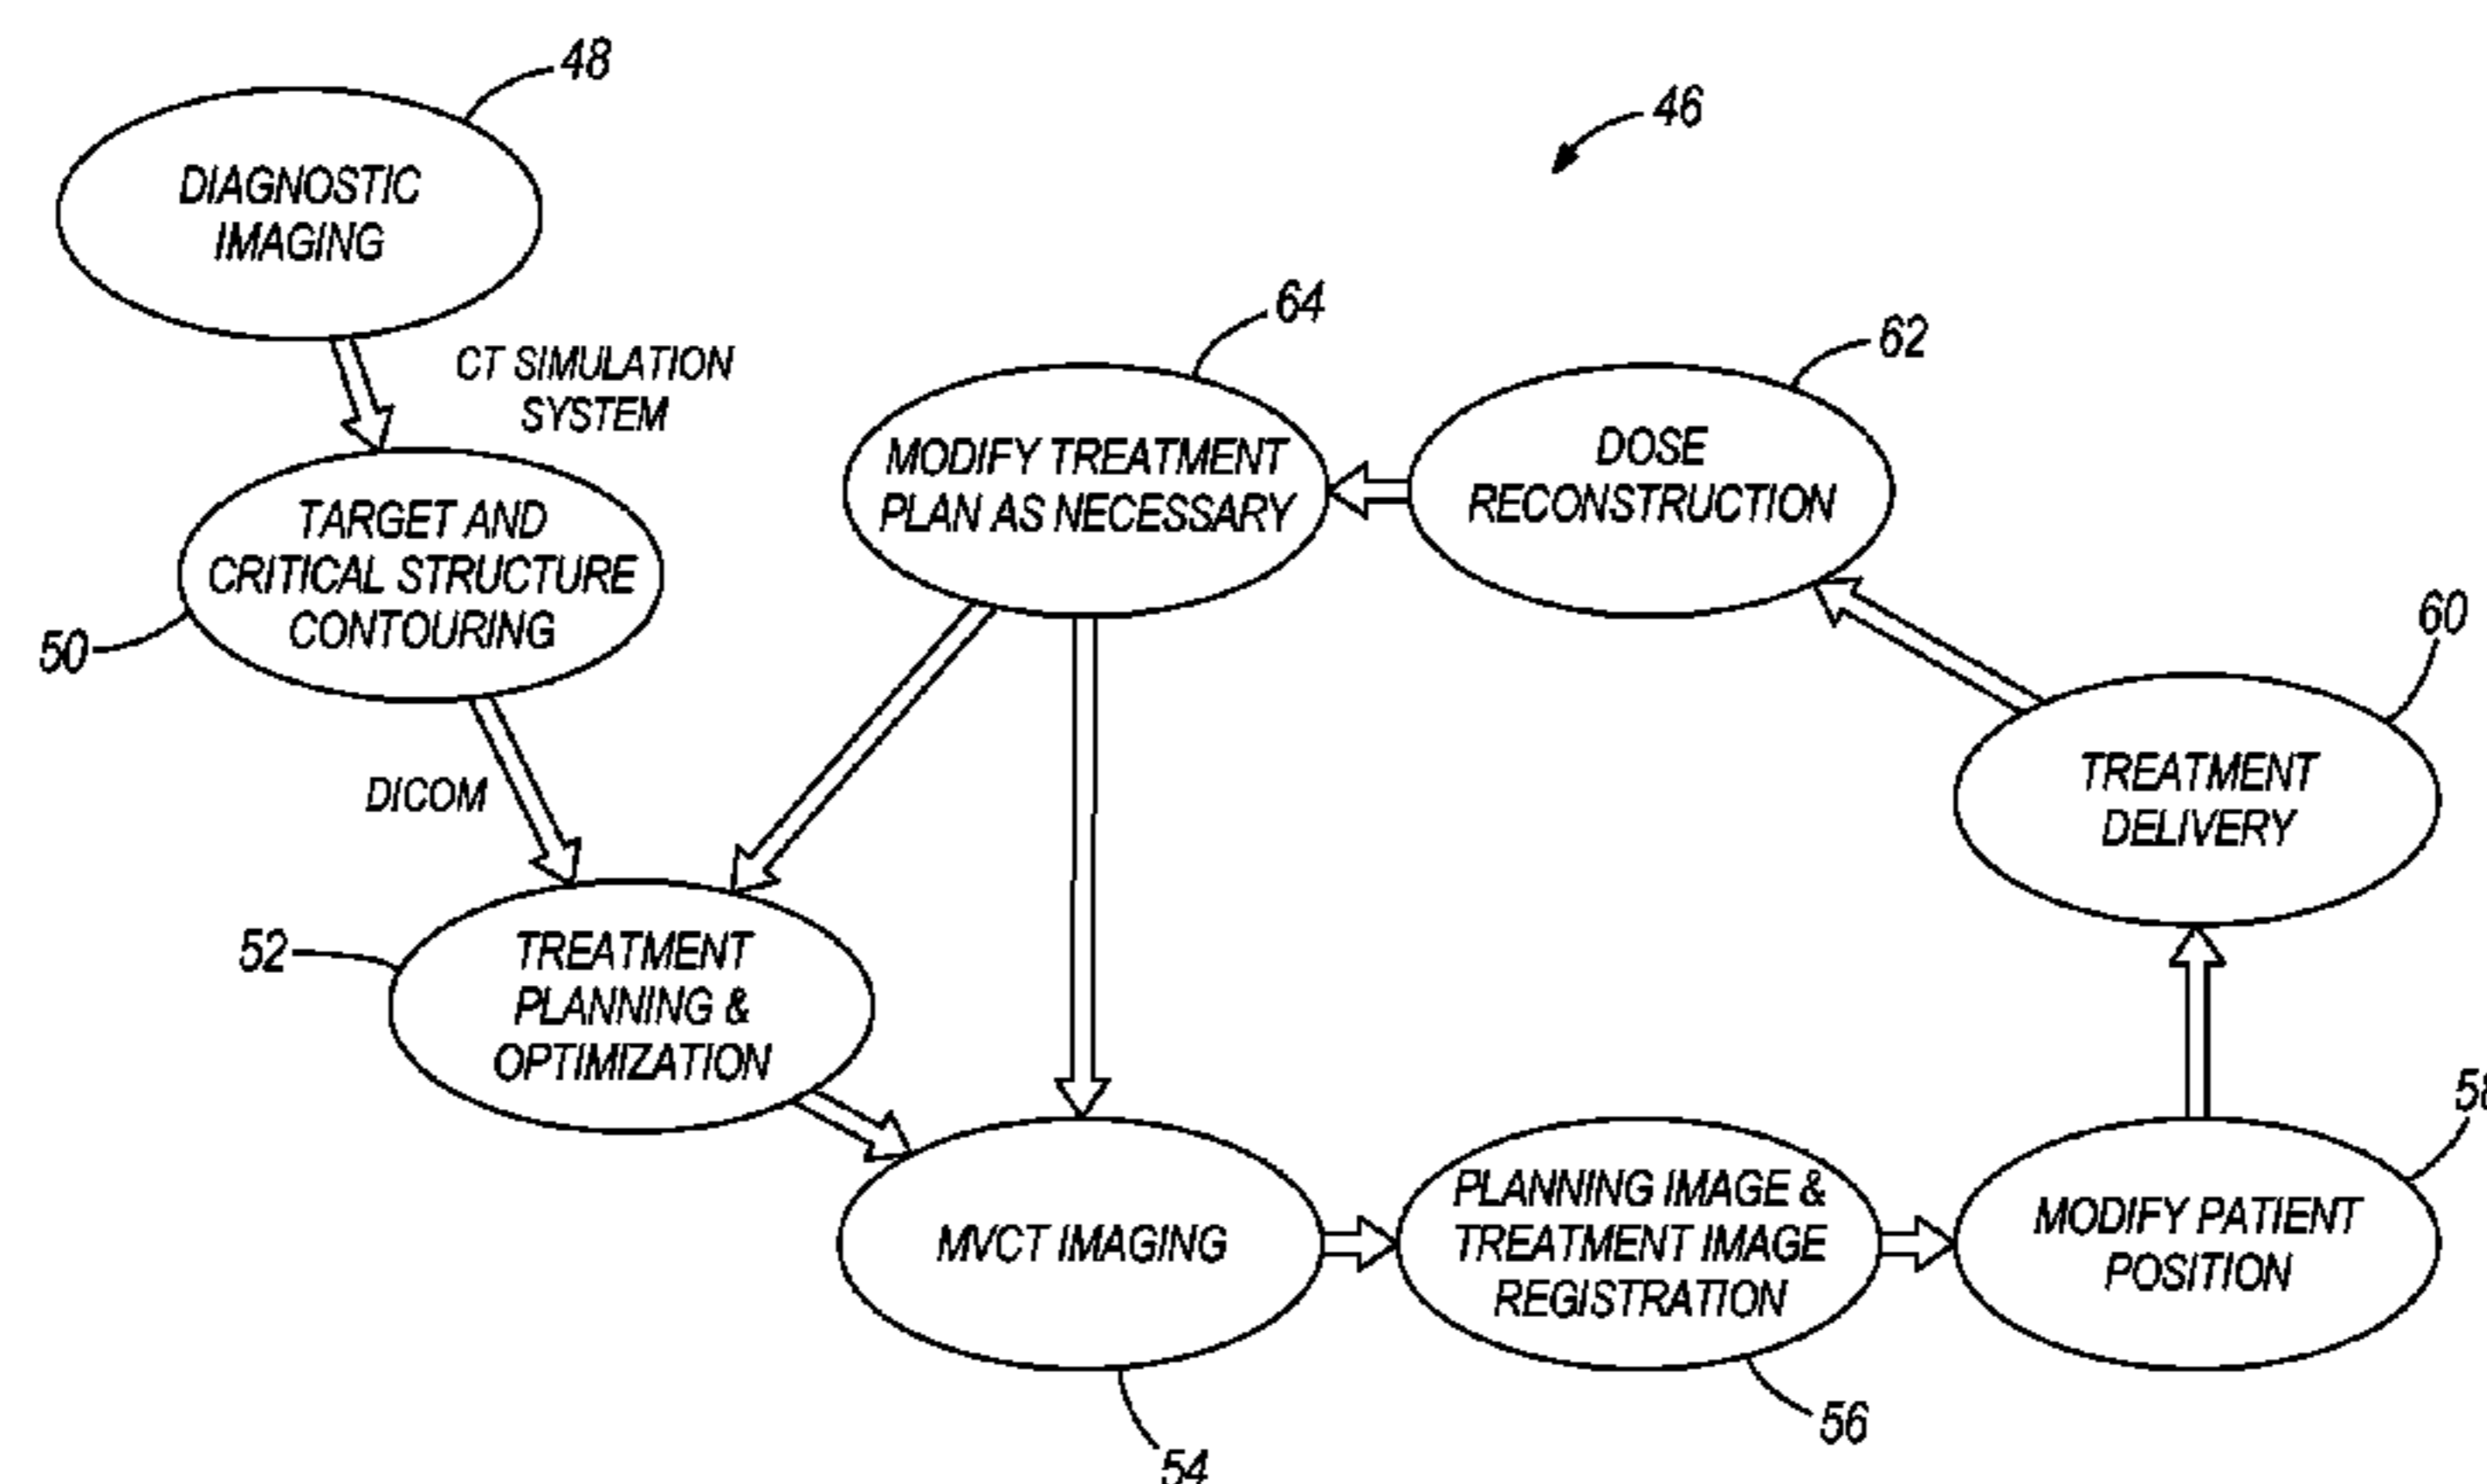 48
DIAGNOSTIC
IMAGING
46
CT SIMULATION
SYSTEM
64
62
MODIFY TREATMENT
PLAN AS NECESSARY
DOSE
RECONSTRUCTION
TARGET AND
CRITICAL STRUCTURE
CONTOURING
50
60
DICOM
TREATMENT
DELIVERY
52
TREATMENT
PLANNING &
OPTIMIZATION
58
MVCT IMAGING
PLANNING IMAGE &
TREATMENT IMAGE
REGISTRATION
MODIFY PATIENT
POSITION
54
56